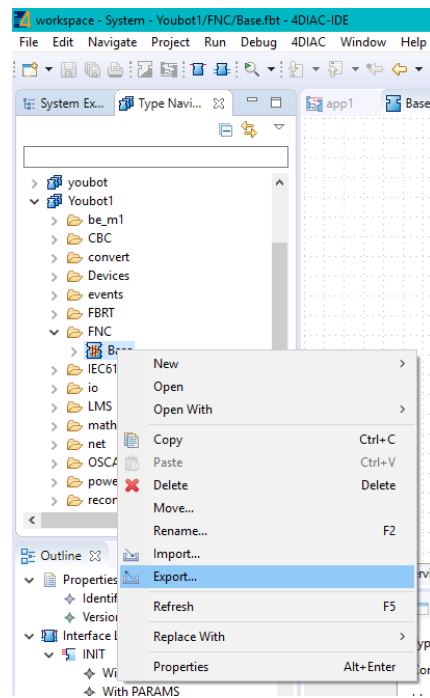 workspace - System - Youbot1/FNC/Base.fbt - 4DIAC-IDE
File Edit Navigate Project Run Debug 4DIAC Window Help
System Ex... Type Navi... app1 Base
youbot
Youbot1
be_m1
CBC
convert
Devices
events
FBRT
FNC
Base
IEC61
io
LMS
math
net
OSCA
powe
recor
New
Open
Open With
Copy Ctrl+C
Paste Ctrl+V
Delete Delete
Move...
Rename... F2
Import...
Export...
Refresh F5
Replace With
Properties Alt+Enter
Outline
Properties
Identif
Version
Interface L
INIT
Wi
With PARAMS